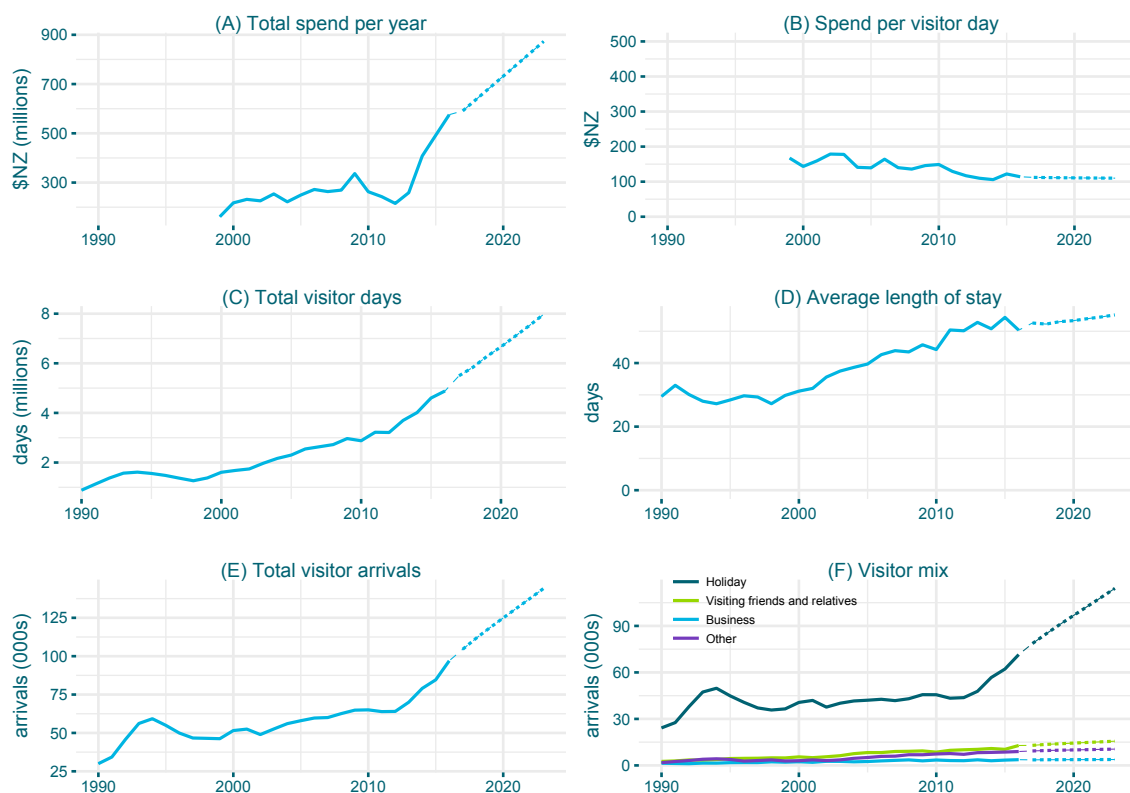 (A) Total spend per year
$NZ (millions)
900
700
500
300
1990 2000 2010 2020
(B) Spend per visitor day
$NZ
500
400
300
200
100
0
1990 2000 2010 2020
(C) Total visitor days
days (millions)
8
6
4
2
1990 2000 2010 2020
(D) Average length of stay
days
40
20
0
1990 2000 2010 2020
(E) Total visitor arrivals
arrivals (000s)
125
100
75
50
25
1990 2000 2010 2020
(F) Visitor mix
Holiday
Visiting friends and relatives
Business
Other
arrivals (000s)
90
60
30
0
1990 2000 2010 2020